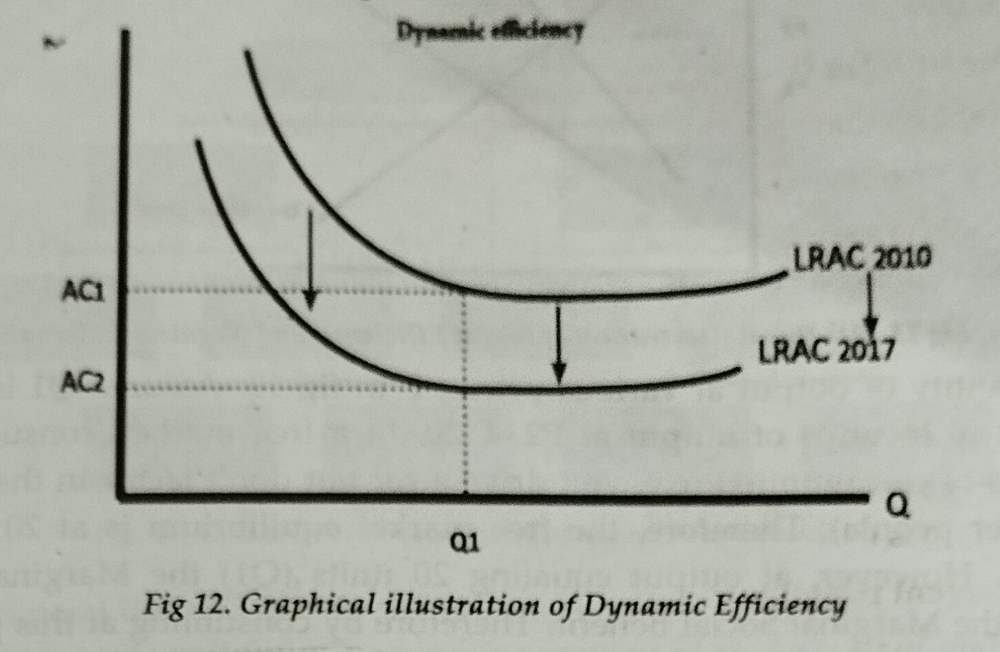 Dynamic efficiency
LRAC 2010
AC1
LRAC 2017
AC2
Q
Q1
Fig 12. Graphical illustration of Dynamic Efficiency